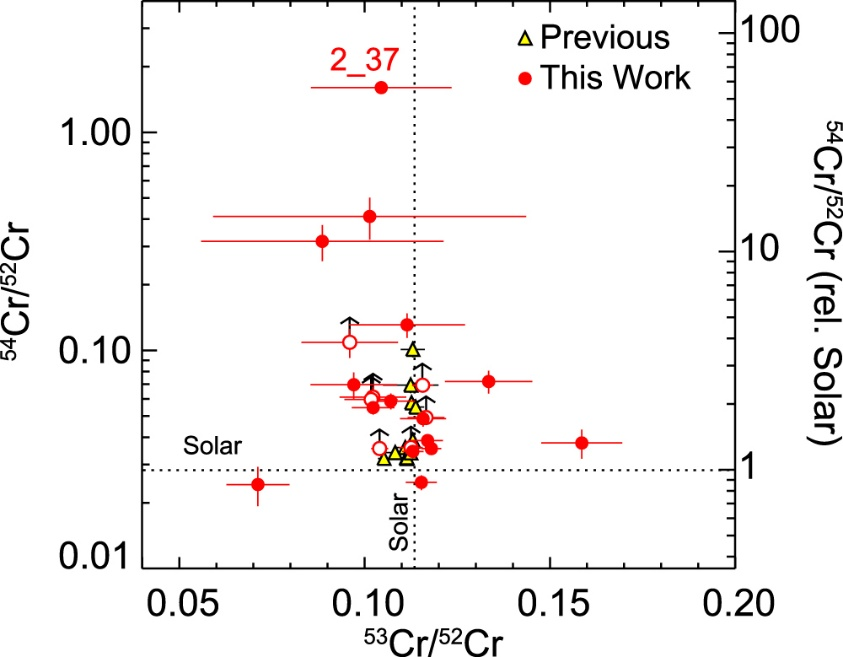 2_37
Previous
This Work
100
1.00
10
0.10
1
0.01
⁵⁴Cr/⁵²Cr
⁵⁴Cr/⁵²Cr (rel. Solar)
Solar
Solar
0.05
0.10
0.15
0.20
⁵³Cr/⁵²Cr